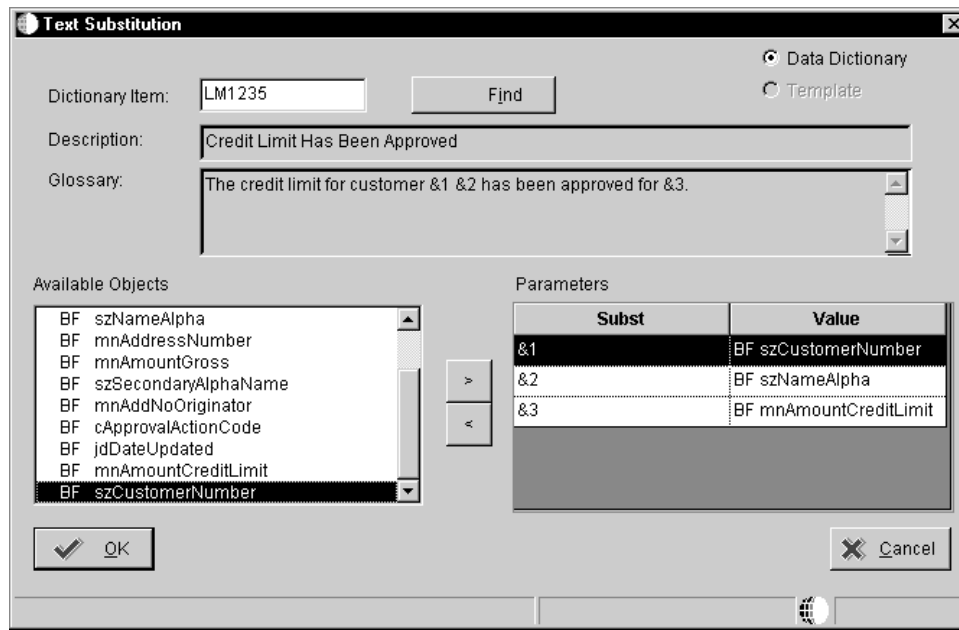 Text Substitution
Data Dictionary
Dictionary Item: LM1235 Find
Template
Description: Credit Limit Has Been Approved
Glossary: The credit limit for customer &1 &2 has been approved for &3.
Available Objects Parameters
BF szNameAlpha
BF mnAddressNumber
BF mnAmountGross
BF szSecondaryAlphaName
BF mnAddNoOriginator
BF cApprovalActionCode
BF jdDateUpdated
BF mnAmountCreditLimit
BF szCustomerNumber
>
<
Subst Value
&1 BF szCustomerNumber
&2 BF szNameAlpha
&3 BF mnAmountCreditLimit
OK Cancel